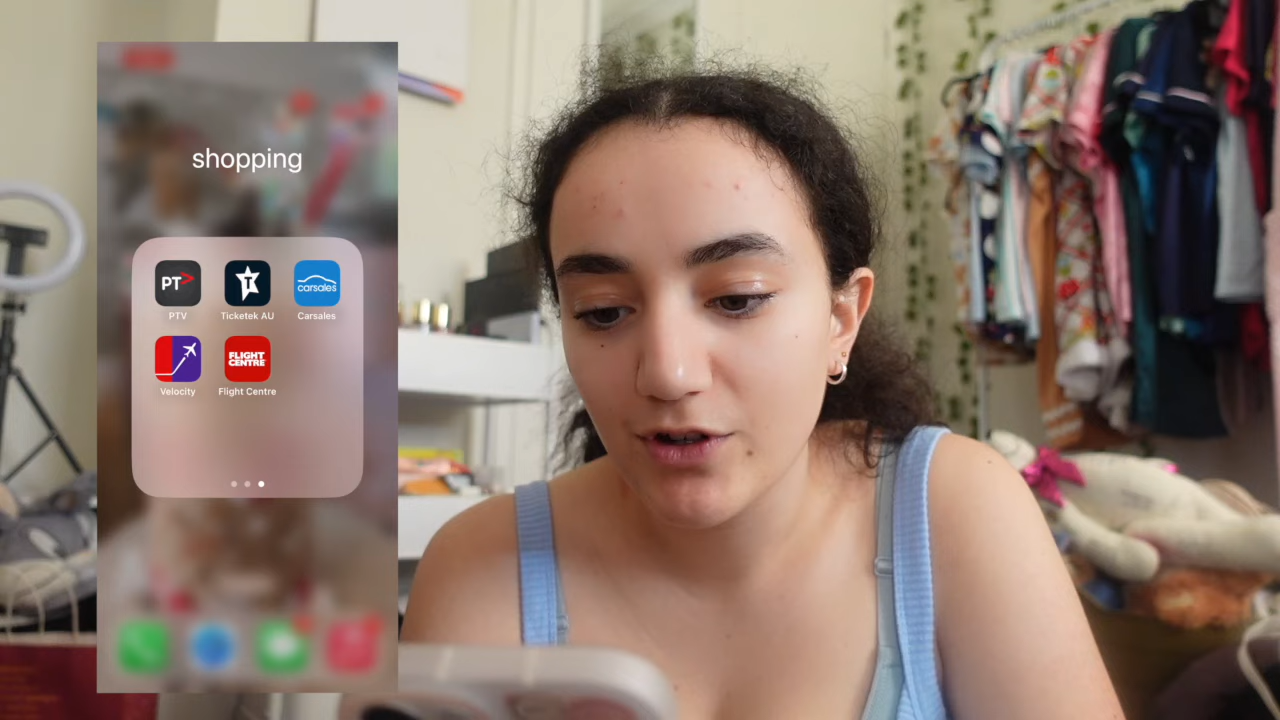 shopping
PT>
T
carsales
PTV Ticketek AU Carsales
FLIGHT
CENTRE
Velocity Flight Centre